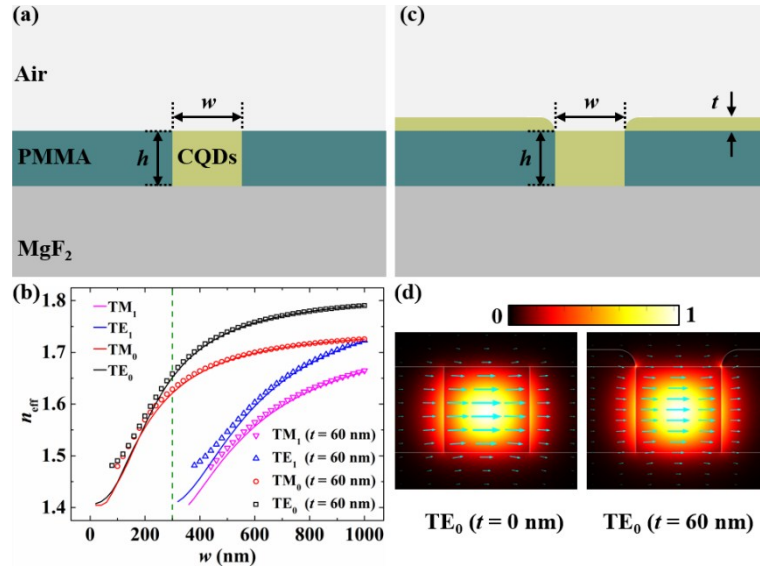 (a)
Air
w
PMMA
h
CQDs
MgF2
(c)
w
t
h
(b)
TM1
TE1
TM0
TE0
TM1 (t = 60 nm)
TE1 (t = 60 nm)
TM0 (t = 60 nm)
TE0 (t = 60 nm)
1.8
1.7
1.6
1.5
1.4
neff
0 200 400 600 800 1000
w (nm)
(d)
0 1
TE0 (t = 0 nm) TE0 (t = 60 nm)